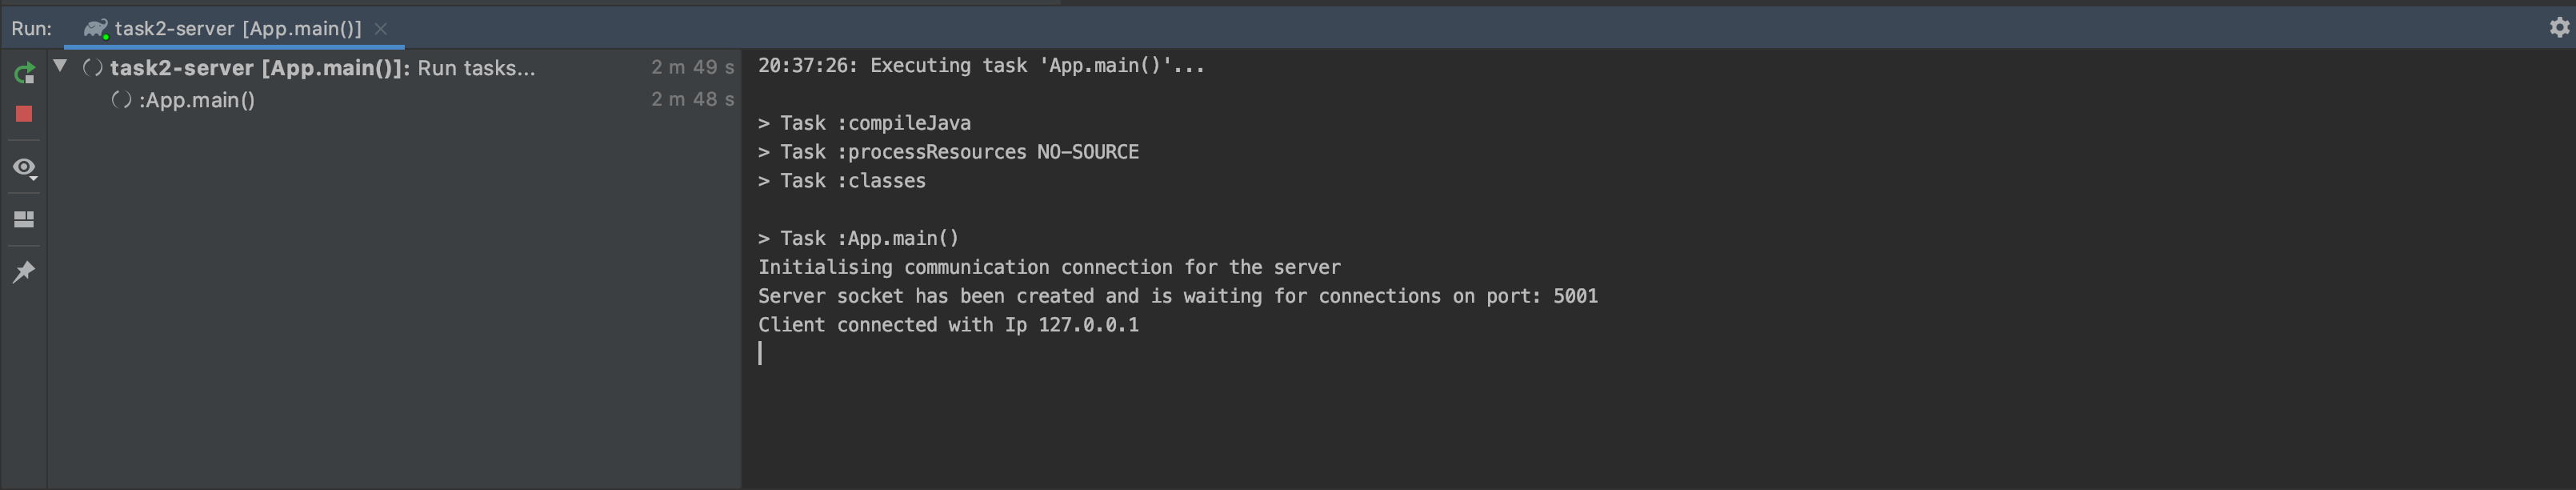 Run: task2-server [App.main()]
task2-server [App.main()]: Run tasks... 2 m 49 s
:App.main() 2 m 48 s
20:37:26: Executing task 'App.main()'...
> Task :compileJava
> Task :processResources NO-SOURCE
> Task :classes
> Task :App.main()
Initialising communication connection for the server
Server socket has been created and is waiting for connections on port: 5001
Client connected with Ip 127.0.0.1